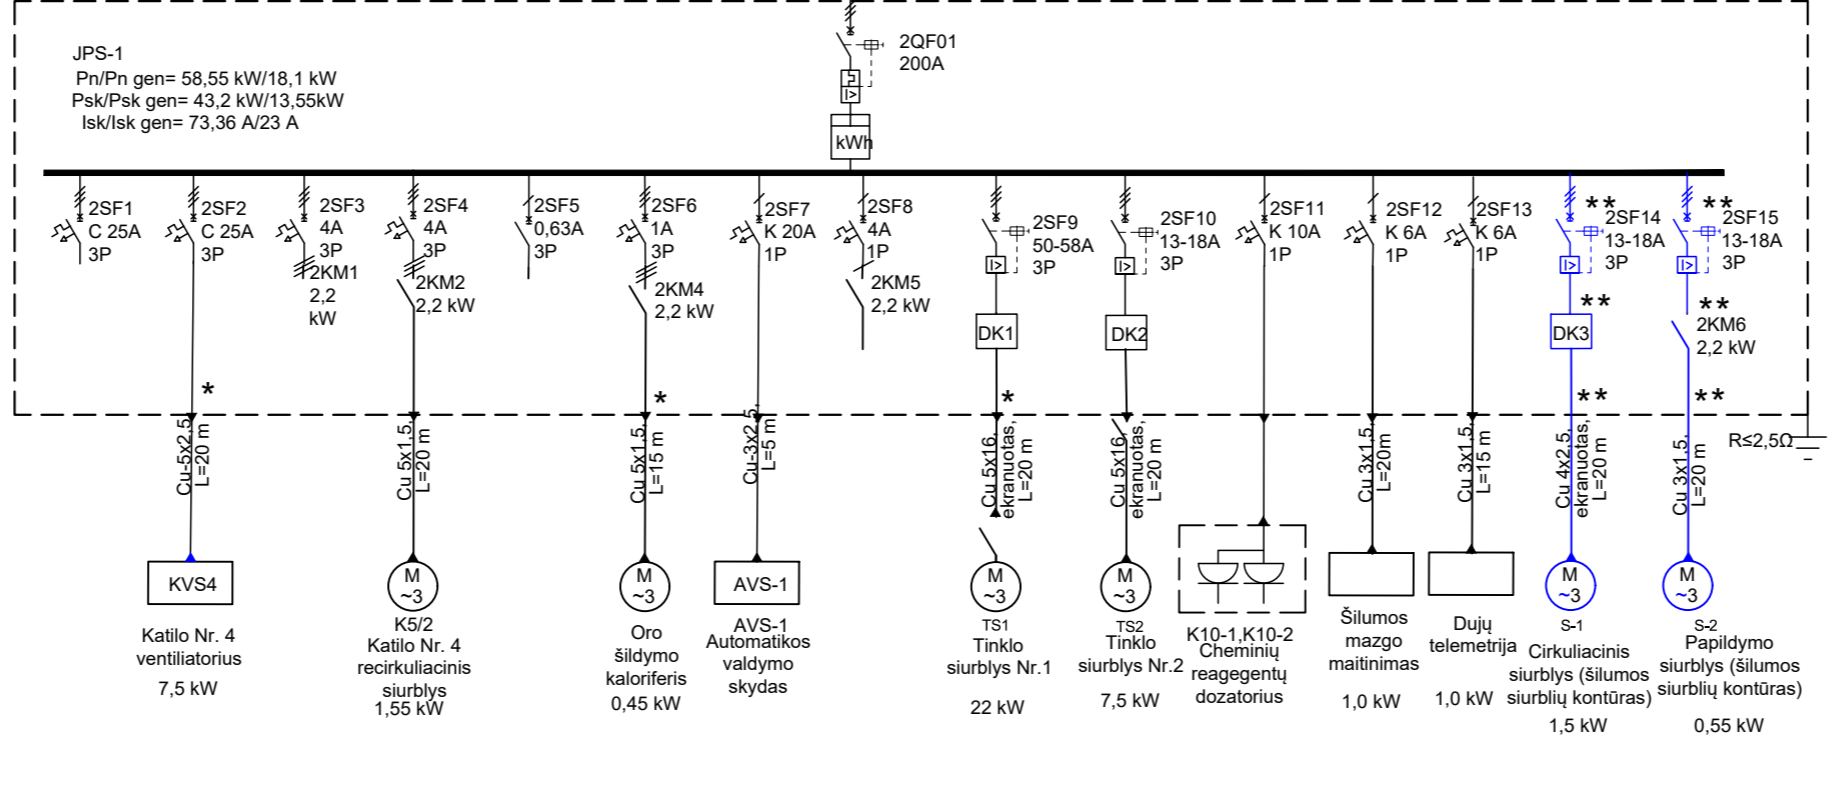 JPS-1
Pn/Pn gen= 58,55 kW/18,1 kW
Psk/Psk gen= 43,2 kW/13,55kW
Isk/Isk gen= 73,36 A/23 A
2QF01
200A
I>
kWh
2SF1
C 25A
3P
2SF2
C 25A
3P
*
Cu-5x2,5,
L=20 m
KVS4
Katilo Nr. 4
ventiliatorius
7,5 kW
2SF3
4A
3P
2KM1
2,2
kW
2SF4
4A
3P
2KM2
2,2 kW
Cu 5x1,5,
L=20 m
M
~3
K5/2
Katilo Nr. 4
recirkuliacinis
siurblys
1,55 kW
2SF5
0,63A
3P
2SF6
1A
3P
2KM4
2,2 kW
*
Cu 5x1,5,
L=15 m
M
~3
Oro
šildymo
kaloriferis
0,45 kW
2SF7
K 20A
1P
Cu-3x2,5,
L=5 m
AVS-1
AVS-1
Automatikos
valdymo
skydas
2SF8
4A
1P
2KM5
2,2 kW
2SF9
50-58A
3P
I>
DK1
*
Cu 5x16,
ekranuotas,
L=20 m
M
~3
TS1
Tinklo
siurblys Nr.1
22 kW
2SF10
13-18A
3P
I>
DK2
Cu 5x16,
ekranuotas,
L=20 m
M
~3
TS2
Tinklo
siurblys Nr.2
7,5 kW
2SF11
K 10A
1P
K10-1,K10-2
Cheminių
reagegentų
dozatorius
2SF12
K 6A
1P
Cu 3x1,5,
L=20m
Šilumos
mazgo
maitinimas
1,0 kW
2SF13
K 6A
1P
Cu 3x1,5,
L=15 m
Dujų
telemetrija
1,0 kW
**
2SF14
13-18A
3P
I>
**
DK3
**
Cu 4x2,5,
ekranuotas,
L=20 m
M
~3
S-1
Cirkuliacinis
siurblys (šilumos
siurblių kontūras)
1,5 kW
**
2SF15
13-18A
3P
I>
**
2KM6
2,2 kW
**
Cu 3x1,5,
L=20 m
M
~3
S-2
Papildymo
siurblys (šilumos
siurblių kontūras)
0,55 kW
R≤2,5Ω